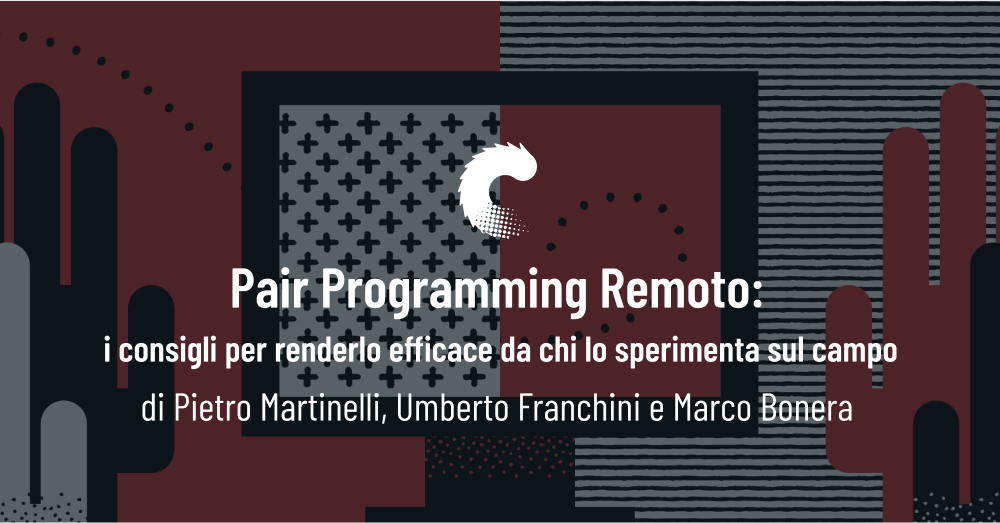 Pair Programming Remoto:
i consigli per renderlo efficace da chi lo sperimenta sul campo
di Pietro Martinelli, Umberto Franchini e Marco Bonera